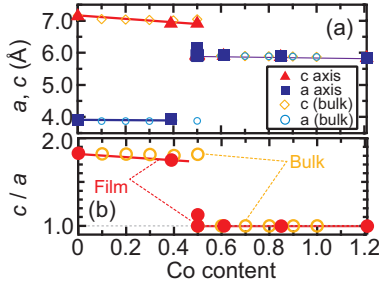 7.0
6.0
5.0
4.0
a, c (Å)
(a)
c axis
a axis
c (bulk)
a (bulk)
2.0
1.0
c / a
Film
Bulk
(b)
0 0.2 0.4 0.6 0.8 1.0 1.2
Co content